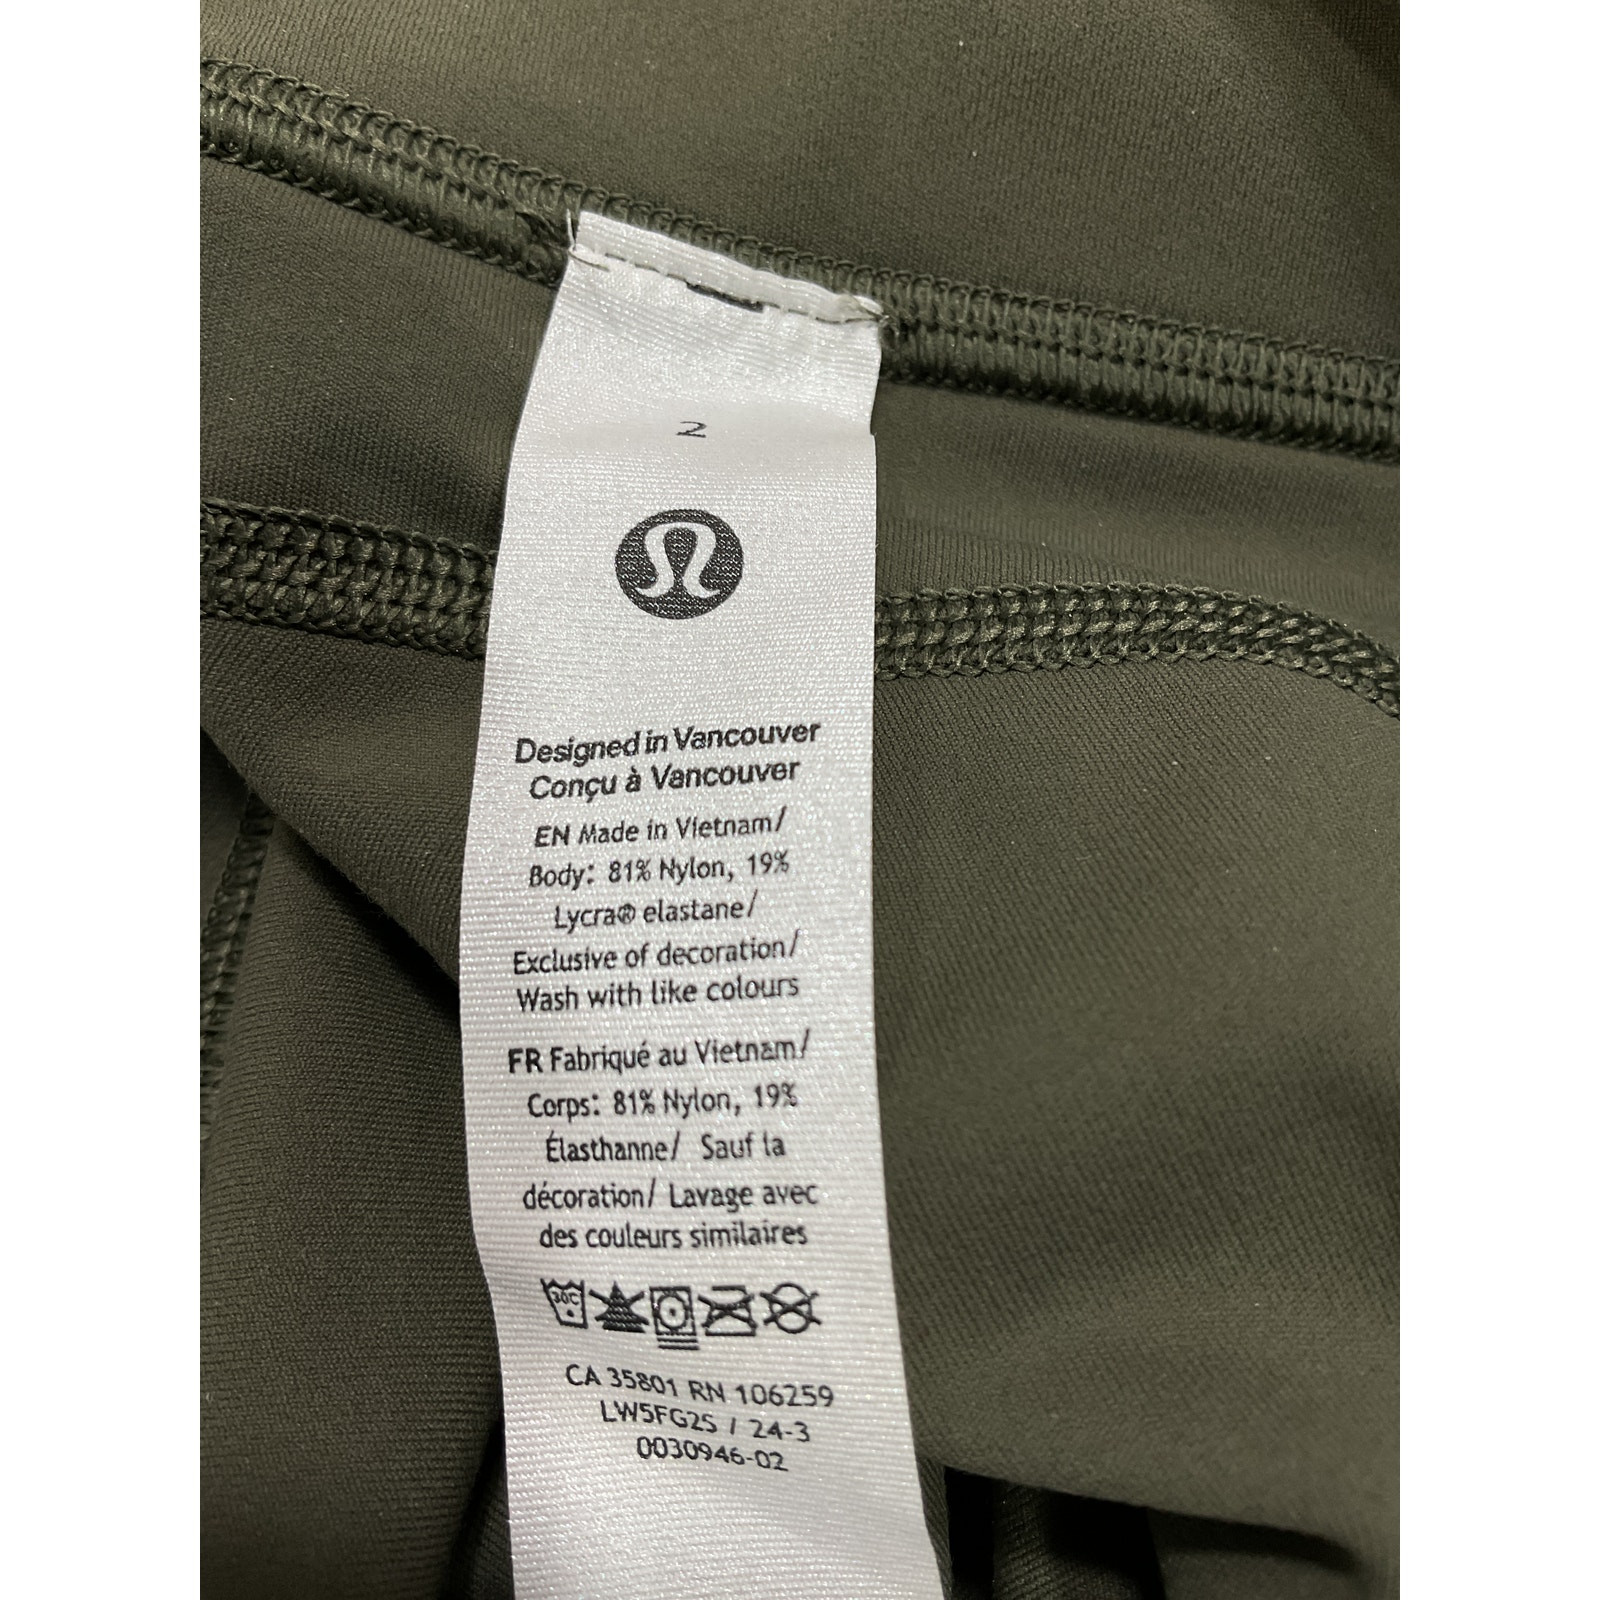 2
Designed in Vancouver
Conçu à Vancouver
EN Made in Vietnam/
Body: 81% Nylon, 19%
Lycra® elastane/
Exclusive of decoration/
Wash with like colours
FR Fabriqué au Vietnam/
Corps: 81% Nylon, 19%
Élasthanne/ Sauf la
décoration/ Lavage avec
des couleurs similaires
30C
CA 35801 RN 106259
LW5FG2S / 24-3
0030946-02